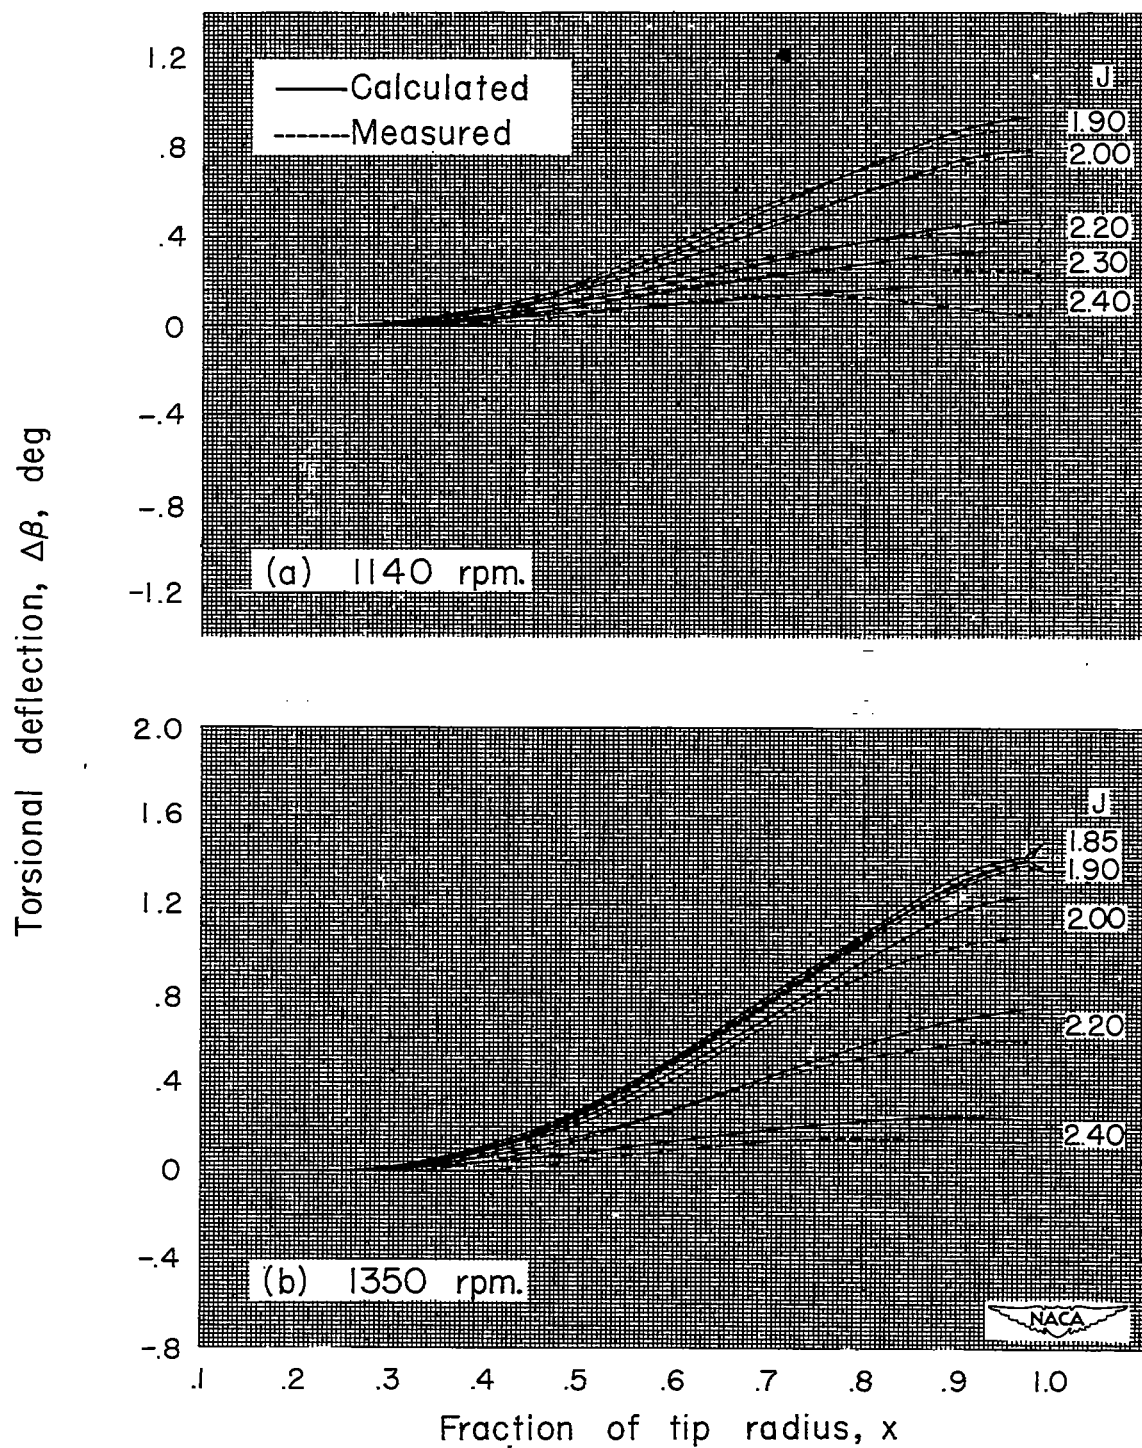 1.2
.8
.4
0
-.4
-.8
-1.2
Calculated
Measured
J
1.90
2.00
2.20
2.30
2.40
(a) 1140 rpm.
Torsional deflection, Δβ, deg
2.0
1.6
1.2
.8
.4
0
-.4
-.8
J
1.85
1.90
2.00
2.20
2.40
(b) 1350 rpm.
NACA
.1 .2 .3 .4 .5 .6 .7 .8 .9 1.0
Fraction of tip radius, x